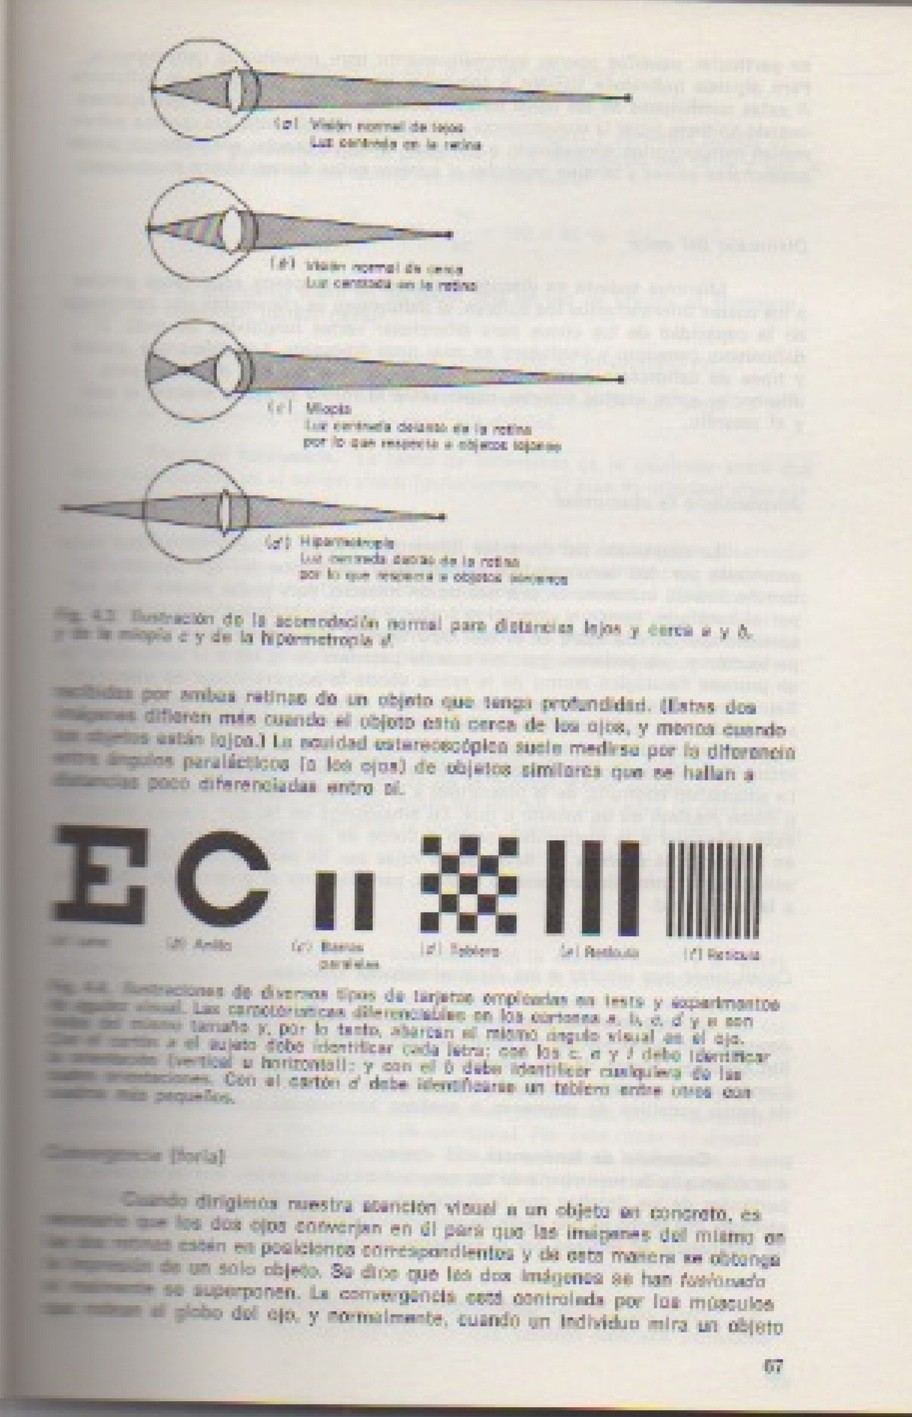 (a) Visión normal de lejos
Luz centrada en la retina
(b) Visión normal de cerca
Luz centrada en la retina
(c) Miopía
Luz centrada delante de la retina
por lo que respecta a objetos lejanos
(d) Hipermetropía
Luz centrada detrás de la retina
por lo que respecta a objetos cercanos
Fig. 4.3. Ilustración de la acomodación normal para distancias lejos y cerca a y b,
y de la miopía c y de la hipermetropía d.
recibidas por ambas retinas de un objeto que tenga profundidad. (Estas dos
imágenes difieren más cuando el objeto está cerca de los ojos, y menos cuando
los objetos están lejos.) La acuidad estereoscópica suele medirse por la diferencia
entre ángulos paralácticos (a los ojos) de objetos similares que se hallan a
distancias poco diferenciadas entre sí.
E C
(b) Anillo
(c) Barras
paralelas
(d) Tablero
(e) Retícula
(f) Retícula
Fig. 4.4. Ilustraciones de diversos tipos de tarjetas empleadas en tests y experimentos
de agudez visual. Las características diferenciables en los cartones a, b, c, d y e son
del mismo tamaño y, por lo tanto, abarcan el mismo ángulo visual en el ojo.
Con el cartón a el sujeto debe identificar cada letra; con los c, e y f debe identificar
la orientación (vertical u horizontal); y con el b debe identificar cualquiera de las
orientaciones. Con el cartón d debe identificarse un tablero entre otros con
más pequeños.
Convergencia (foria)
Cuando dirigimos nuestra atención visual a un objeto en concreto, es
necesario que los dos ojos converjan en él para que las imágenes del mismo en
las dos retinas estén en posiciones correspondientes y de esta manera se obtenga
de un solo objeto. Se dice que las dos imágenes se han fusionado
se superponen. La convergencia está controlada por los músculos
que rodean el globo del ojo, y normalmente, cuando un individuo mira un objeto
67